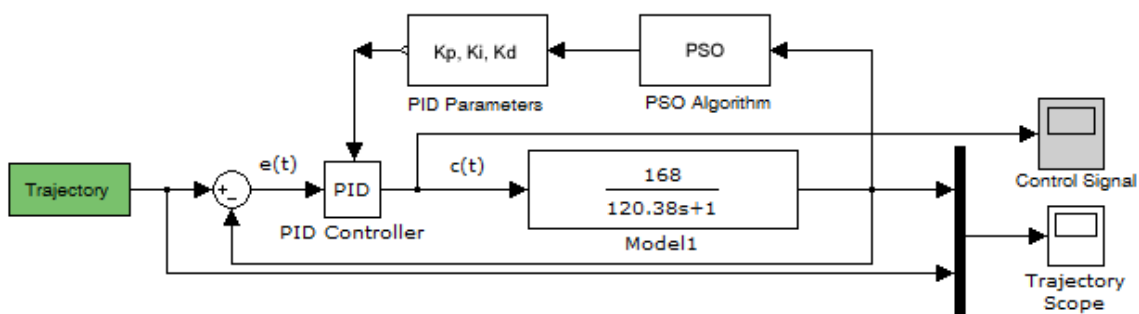 Kp, Ki, Kd
PSO
PID Parameters
PSO Algorithm
Trajectory
+
−
e(t)
PID
PID Controller
c(t)
168
120.38s+1
Model1
Control Signal
Trajectory
Scope